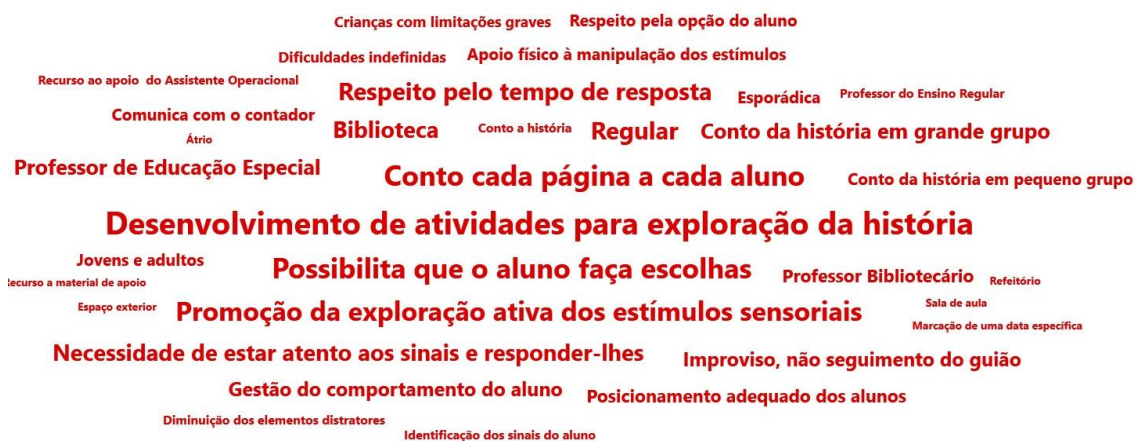 Crianças com limitações graves Respeito pela opção do aluno
Dificuldades indefinidas Apoio físico à manipulação dos estímulos
Recurso ao apoio do Assistente Operacional Respeito pelo tempo de resposta Esporádica Professor do Ensino Regular
Comunica com o contador Biblioteca Conto a história Regular Conto da história em grande grupo
Átrio
Professor de Educação Especial Conto cada página a cada aluno Conto da história em pequeno grupo
Desenvolvimento de atividades para exploração da história
Jovens e adultos Possibilita que o aluno faça escolhas Professor Bibliotecário Refeitório
Recurso a material de apoio
Espaço exterior Promoção da exploração ativa dos estímulos sensoriais Sala de aula
Marcação de uma data específica
Necessidade de estar atento aos sinais e responder-lhes Improviso, não seguimento do guião
Gestão do comportamento do aluno Posicionamento adequado dos alunos
Diminuição dos elementos distratores
Identificação dos sinais do aluno